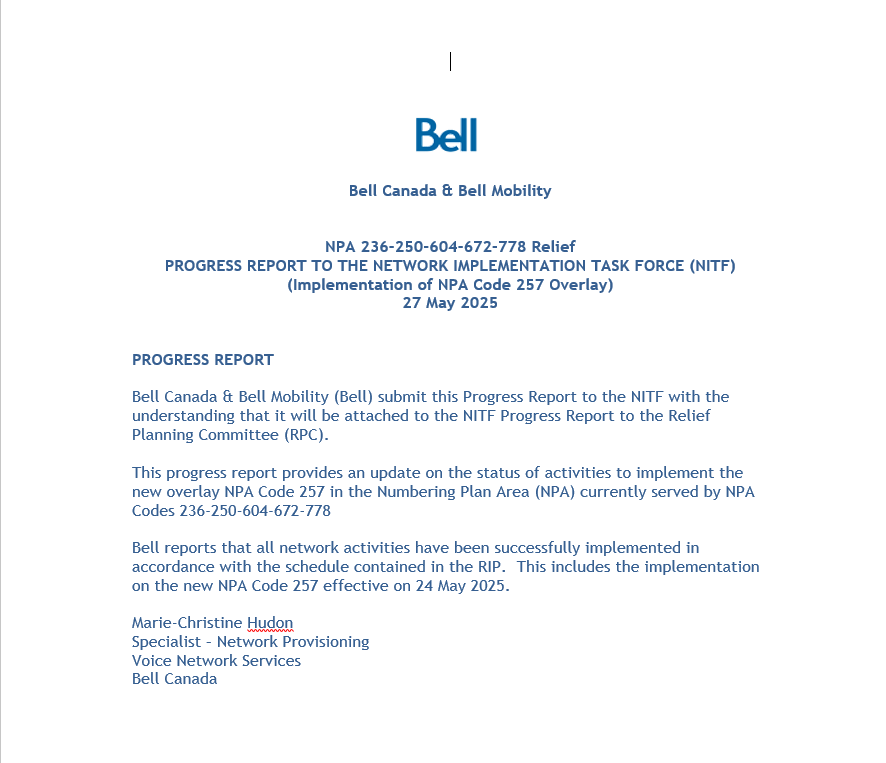 Bell
Bell Canada & Bell Mobility
NPA 236-250-604-672-778 Relief
PROGRESS REPORT TO THE NETWORK IMPLEMENTATION TASK FORCE (NITF)
(Implementation of NPA Code 257 Overlay)
27 May 2025
PROGRESS REPORT
Bell Canada & Bell Mobility (Bell) submit this Progress Report to the NITF with the
understanding that it will be attached to the NITF Progress Report to the Relief
Planning Committee (RPC).
This progress report provides an update on the status of activities to implement the
new overlay NPA Code 257 in the Numbering Plan Area (NPA) currently served by NPA
Codes 236-250-604-672-778
Bell reports that all network activities have been successfully implemented in
accordance with the schedule contained in the RIP.  This includes the implementation
on the new NPA Code 257 effective on 24 May 2025.
Marie-Christine Hudon
Specialist – Network Provisioning
Voice Network Services
Bell Canada